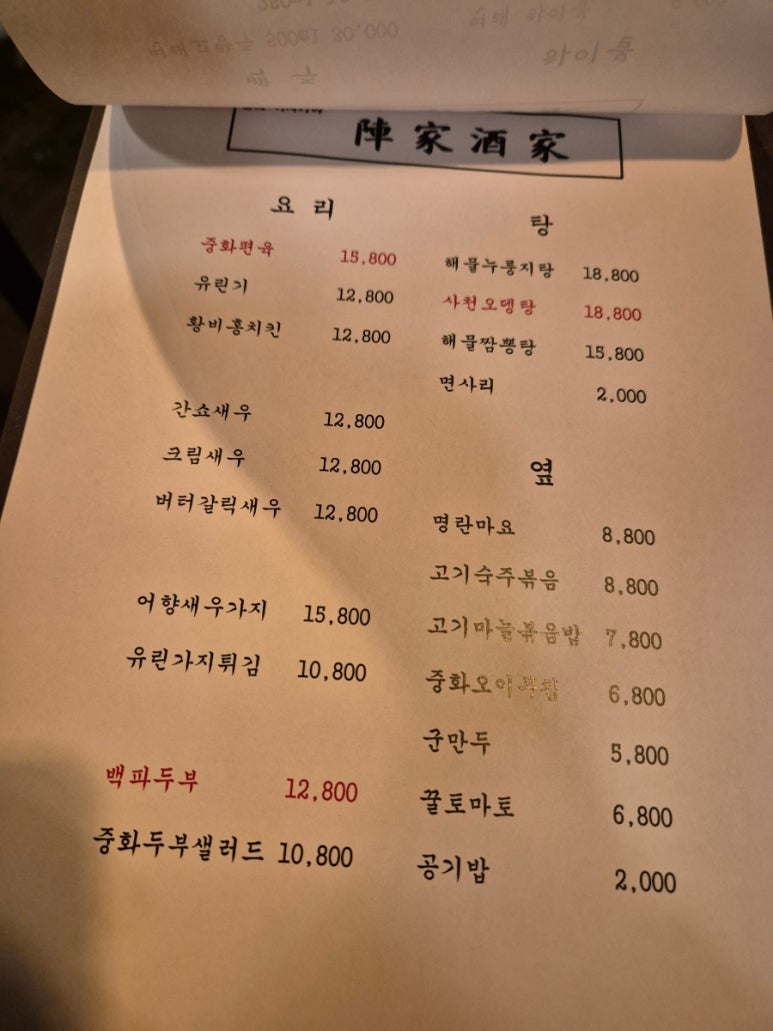 陣家酒家
요리
중화편육 15,800
유린기 12,800
황비홍치킨 12,800
간쇼새우 12,800
크림새우 12,800
버터갈릭새우 12,800
어향새우가지 15,800
유린가지튀김 10,800
백파두부 12,800
중화두부샐러드 10,800
탕
해물누룽지탕 18,800
사천오뎅탕 18,800
해물짬뽕탕 15,800
면사리 2,000
옆
명란마요 8,800
고기숙주볶음 8,800
고기마늘볶음밥 7,800
중화오이 6,800
군만두 5,800
꿀토마토 6,800
공기밥 2,000